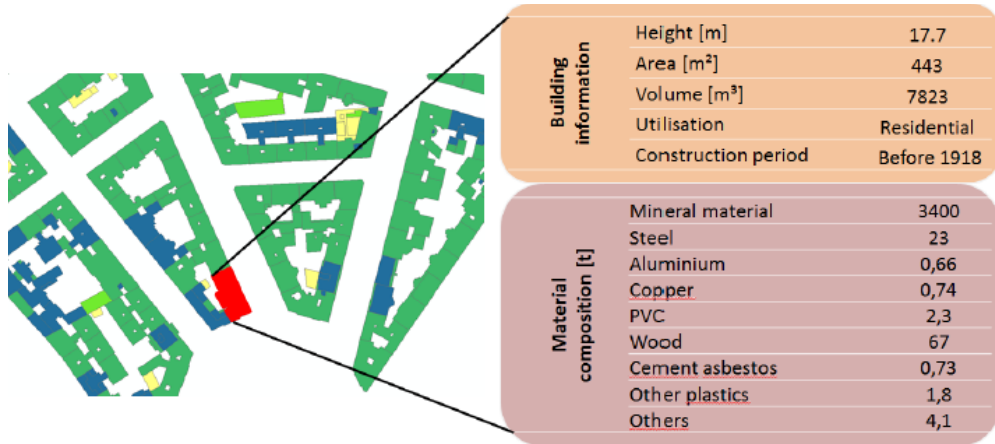 Building
information
Height [m] 17.7
Area [m²] 443
Volume [m³] 7823
Utilisation Residential
Construction period Before 1918
Material
composition [t]
Mineral material 3400
Steel 23
Aluminium 0,66
Copper 0,74
PVC 2,3
Wood 67
Cement asbestos 0,73
Other plastics 1,8
Others 4,1